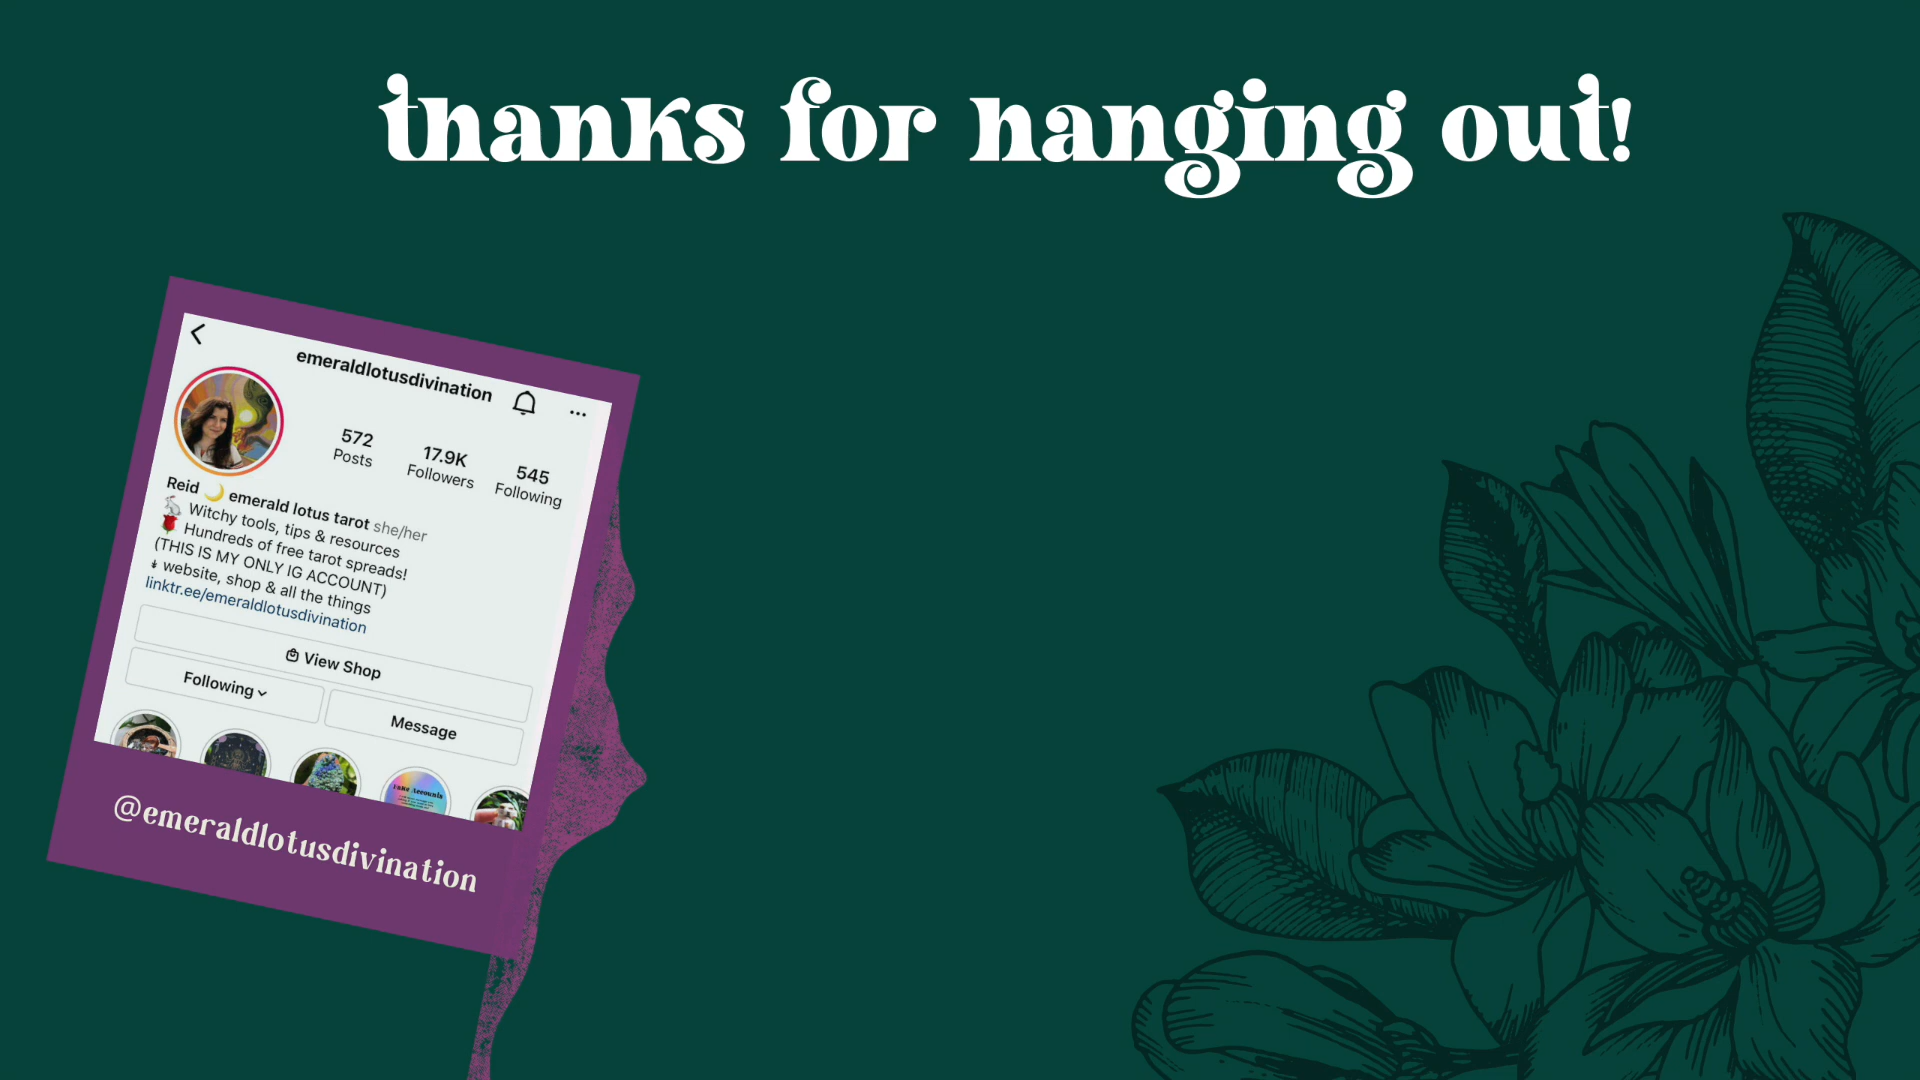 thanks for hanging out!
emeraldlotusdivination
572
Posts
17.9K
Followers
545
Following
Reid 🌙 emerald lotus tarot she/her
🐇 Witchy tools, tips & resources
🌹 Hundreds of free tarot spreads!
(THIS IS MY ONLY IG ACCOUNT)
↡ website, shop & all the things
linktr.ee/emeraldlotusdivination
View Shop
Following
Message
Fake Accounts
@emeraldlotusdivination